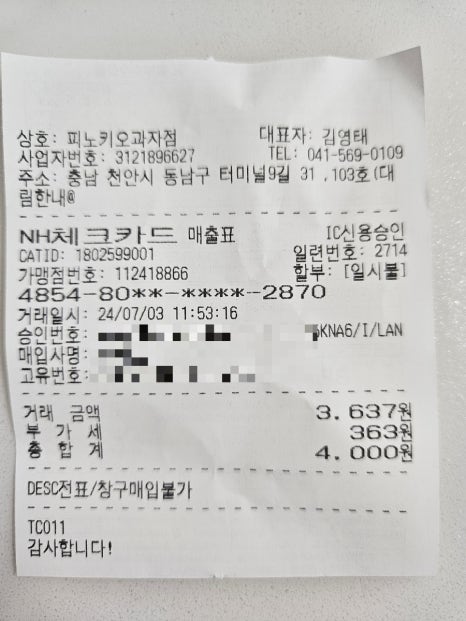 상호: 피노키오과자점 대표자: 김영태
사업자번호: 3121896627 TEL: 041-569-0109
주소: 충남 천안시 동남구 터미널9길 31 ,103호(대
림한내@
NH체크카드 매출표 IC신용승인
CATID: 1802599001 일련번호: 2714
가맹점번호: 112418866 할부: [일시불]
4854-80**-****-2870
거래일시: 24/07/03 11:53:16
승인번호: KNA6/I/LAN
매입사명:
고유번호:
거래 금액 3.637원
부 가 세 363원
총 합 계 4.000원
DESC전표/창구매입불가
TC011
감사합니다!